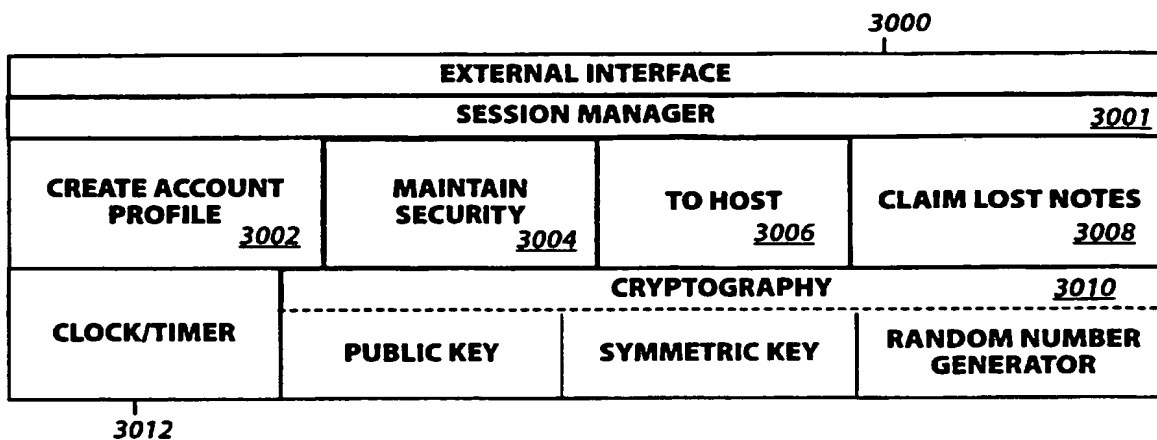 3000
EXTERNAL INTERFACE
SESSION MANAGER 3001
CREATE ACCOUNT
PROFILE 3002
MAINTAIN
SECURITY 3004
TO HOST
3006
CLAIM LOST NOTES
3008
CLOCK/TIMER
CRYPTOGRAPHY 3010
PUBLIC KEY
SYMMETRIC KEY
RANDOM NUMBER
GENERATOR
3012